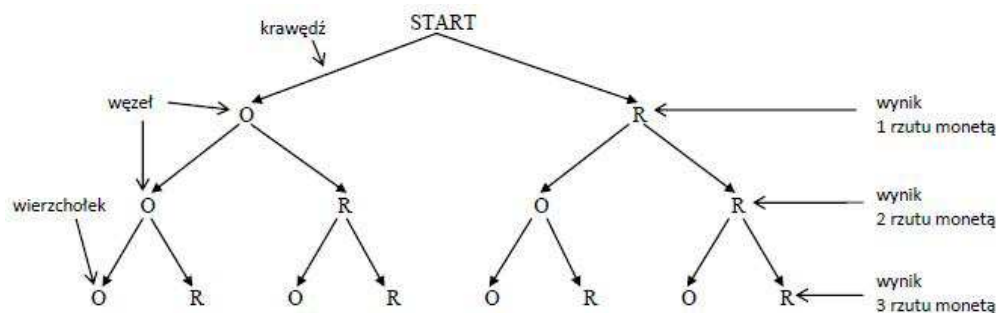 START
krawędź
węzeł
O
R
wynik
1 rzutu monetą
wierzchołek
O
R
O
R
wynik
2 rzutu monetą
O
R
O
R
O
R
O
R
wynik
3 rzutu monetą